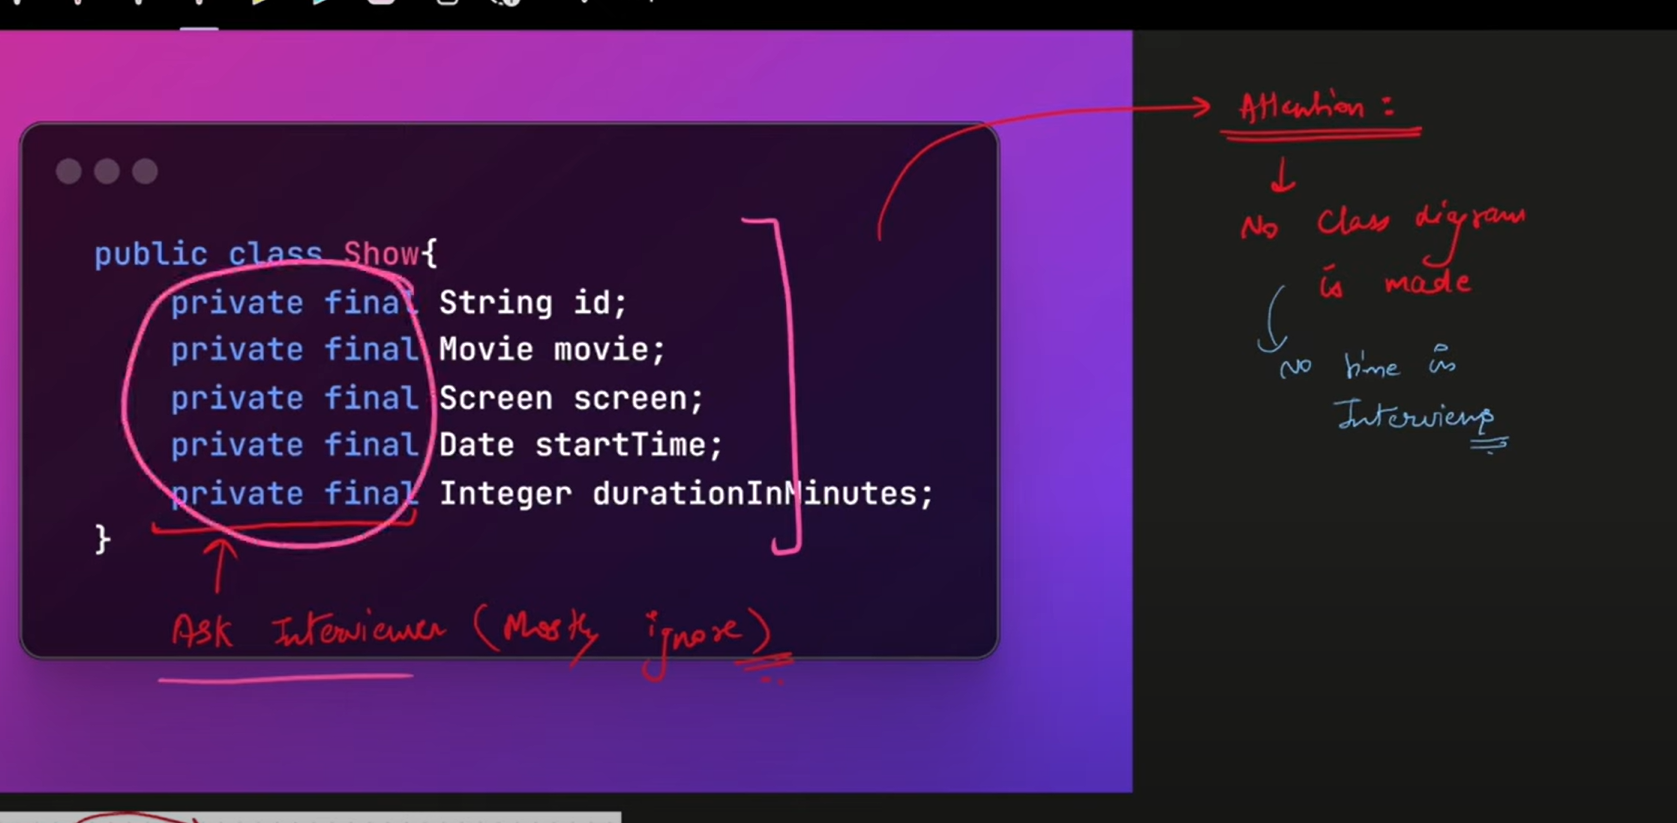 public class Show{
private final String id;
private final Movie movie;
private final Screen screen;
private final Date startTime;
private final Integer durationInMinutes;
}
Ask Interviewer (Mostly ignore)
Attention :
No Class digram
is made
No time in
Interviews